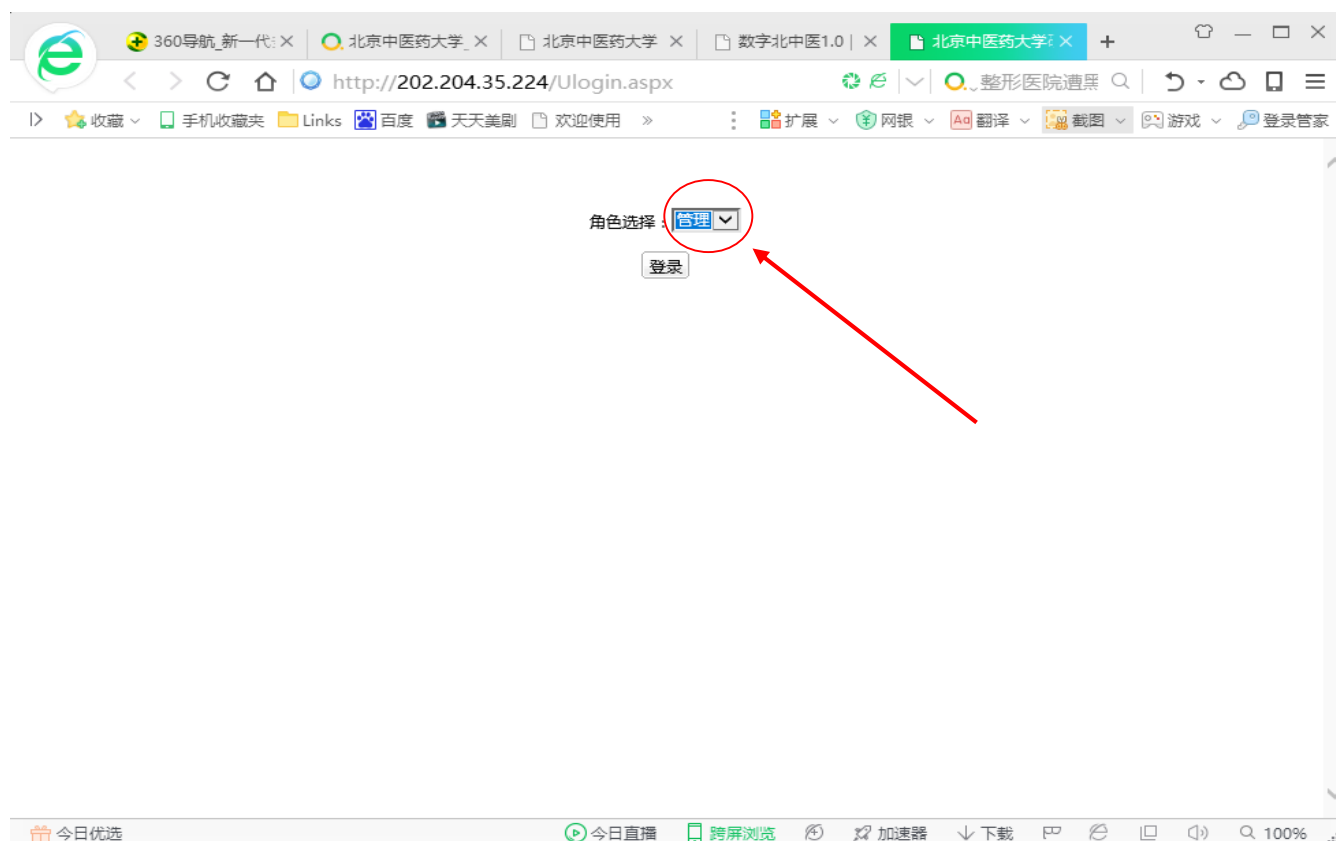 360导航_新一代 北京中医药大学_ 北京中医药大学 数字北中医1.0 | 北京中医药大学
http://202.204.35.224/Ulogin.aspx 整形医院遭黑
收藏 手机收藏夹 Links 百度 天天美剧 欢迎使用 » 扩展 网银 Aa 翻译 截图 游戏 登录管家
角色选择：管理
登录
今日优选 今日直播 跨屏浏览 加速器 下载 100%